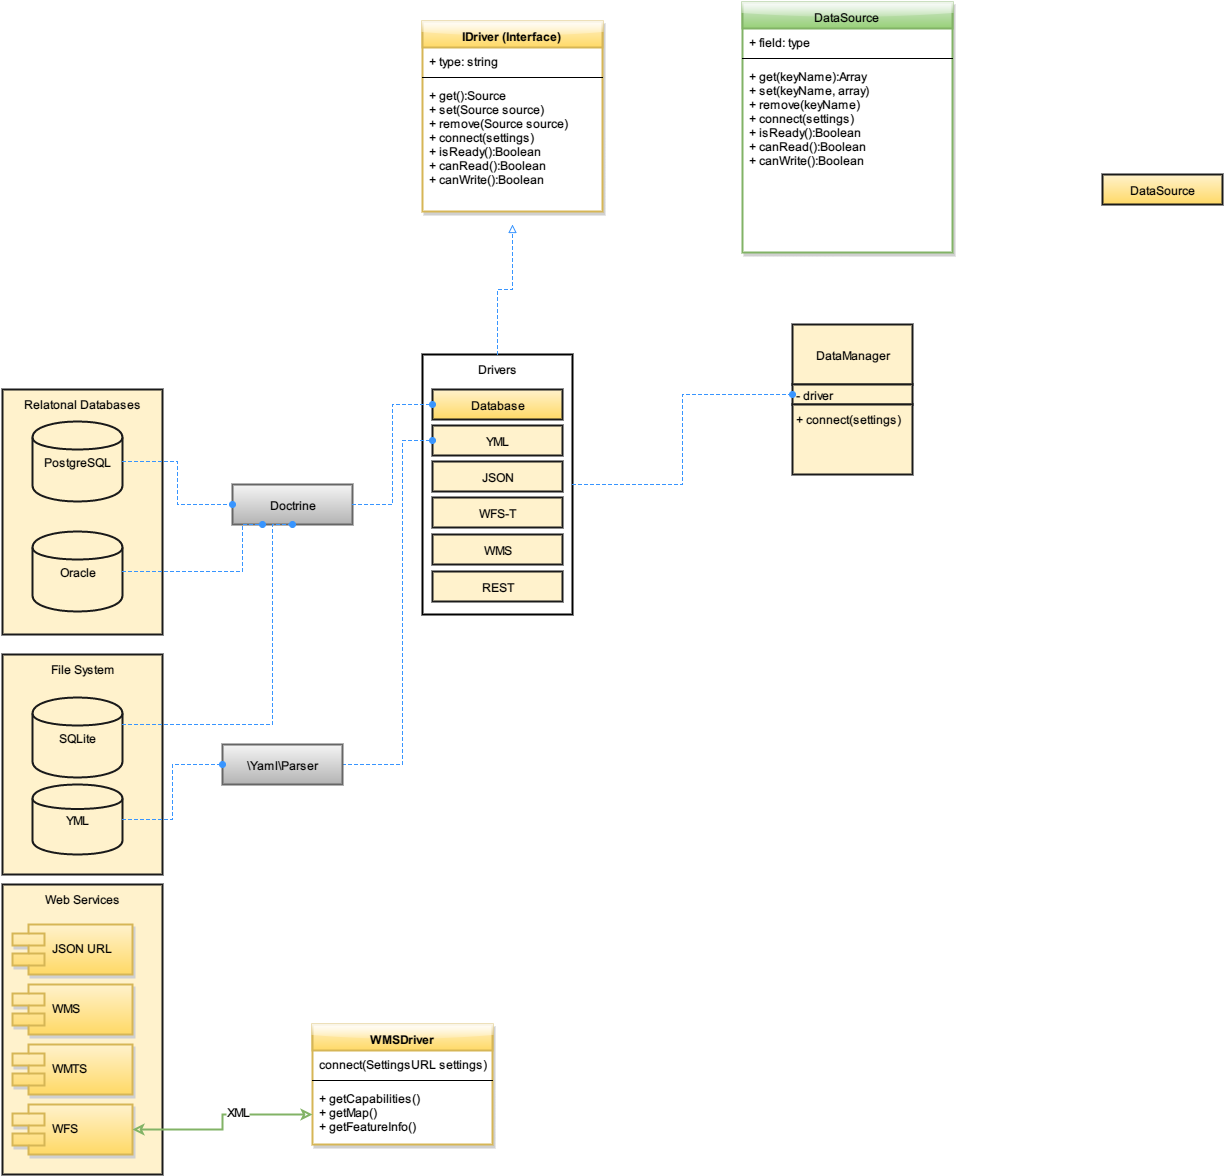 IDriver (Interface)
+ type: string
+ get():Source
+ set(Source source)
+ remove(Source source)
+ connect(settings)
+ isReady():Boolean
+ canRead():Boolean
+ canWrite():Boolean
DataSource
+ field: type
+ get(keyName):Array
+ set(keyName, array)
+ remove(keyName)
+ connect(settings)
+ isReady():Boolean
+ canRead():Boolean
+ canWrite():Boolean
DataSource
DataManager
- driver
+ connect(settings)
Drivers
Database
YML
JSON
WFS-T
WMS
REST
Relatonal Databases
PostgreSQL
Oracle
Doctrine
File System
SQLite
YML
\Yaml\Parser
Web Services
JSON URL
WMS
WMTS
WFS
XML
WMSDriver
connect(SettingsURL settings)
+ getCapabilities()
+ getMap()
+ getFeatureInfo()